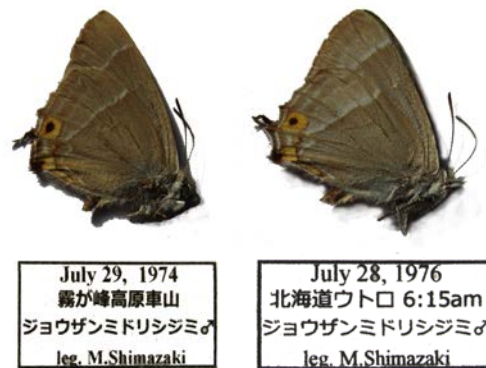 July 29, 1974
霧が峰高原車山
ジョウザンミドリシジミ♂
leg. M.Shimazaki
July 28, 1976
北海道ウトロ 6:15am
ジョウザンミドリシジミ♂
leg. M.Shimazaki